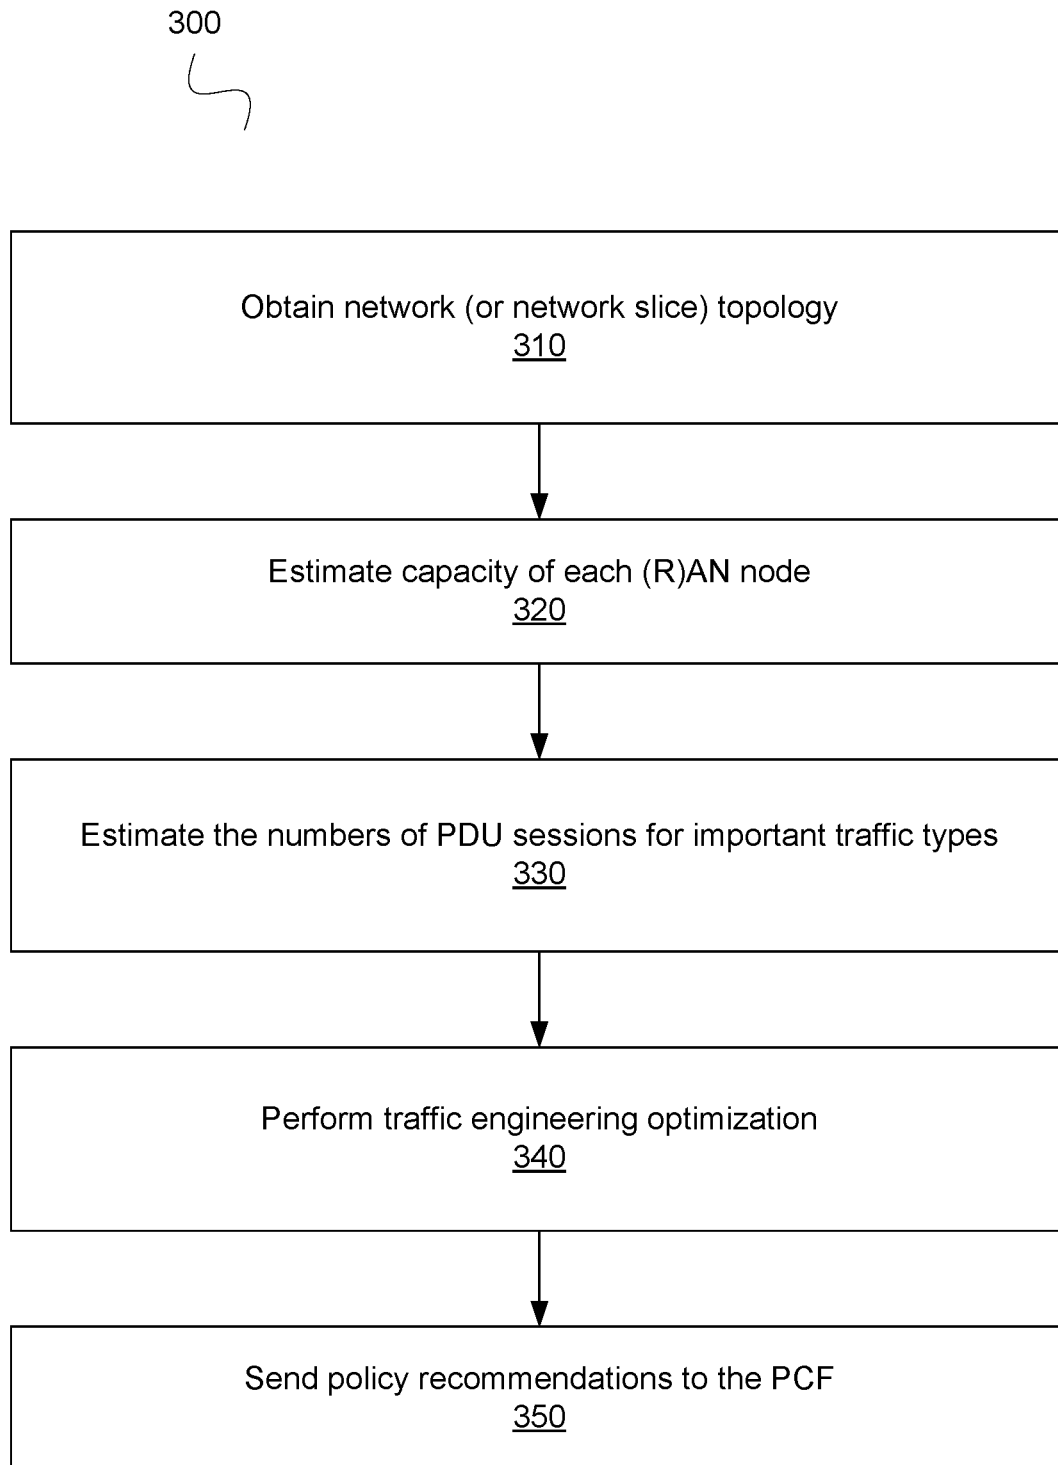 300
Obtain network (or network slice) topology
310
Estimate capacity of each (R)AN node
320
Estimate the numbers of PDU sessions for important traffic types
330
Perform traffic engineering optimization
340
Send policy recommendations to the PCF
350